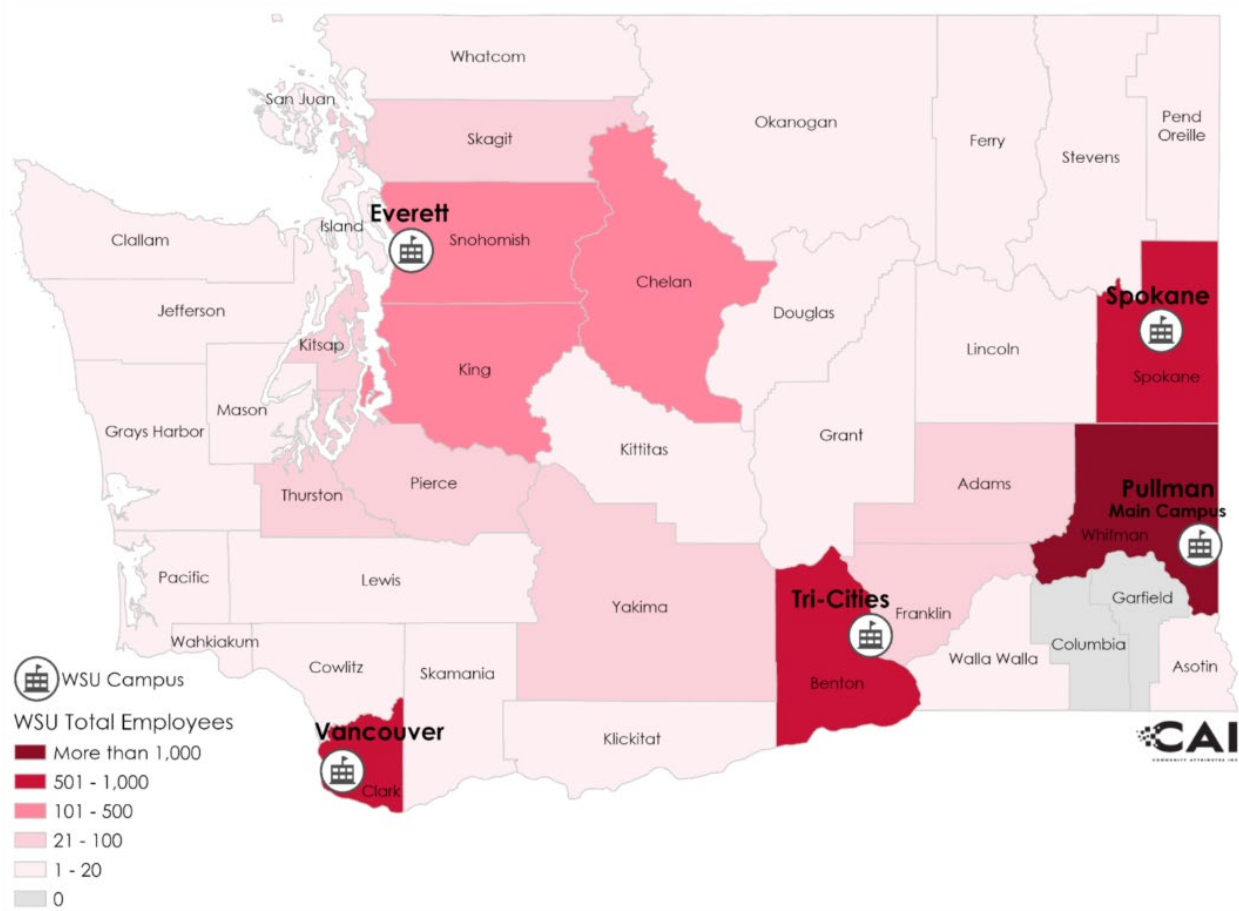 Whatcom
San Juan
Skagit
Okanogan
Ferry
Stevens
Pend
Oreille
Clallam
Island
Everett
Snohomish
Chelan
Jefferson
Kitsap
King
Douglas
Lincoln
Spokane
Spokane
Grays Harbor
Mason
Kittitas
Grant
Thurston
Pierce
Adams
Pullman
Main Campus
Whitman
Pacific
Lewis
Yakima
Tri-Cities
Franklin
Garfield
Columbia
Wahkiakum
Cowlitz
Skamania
Walla Walla
Asotin
Benton
Klickitat
Vancouver
Clark
WSU Campus
WSU Total Employees
More than 1,000
501 - 1,000
101 - 500
21 - 100
1 - 20
0
CAI
COMMUNITY ATTRIBUTES INC